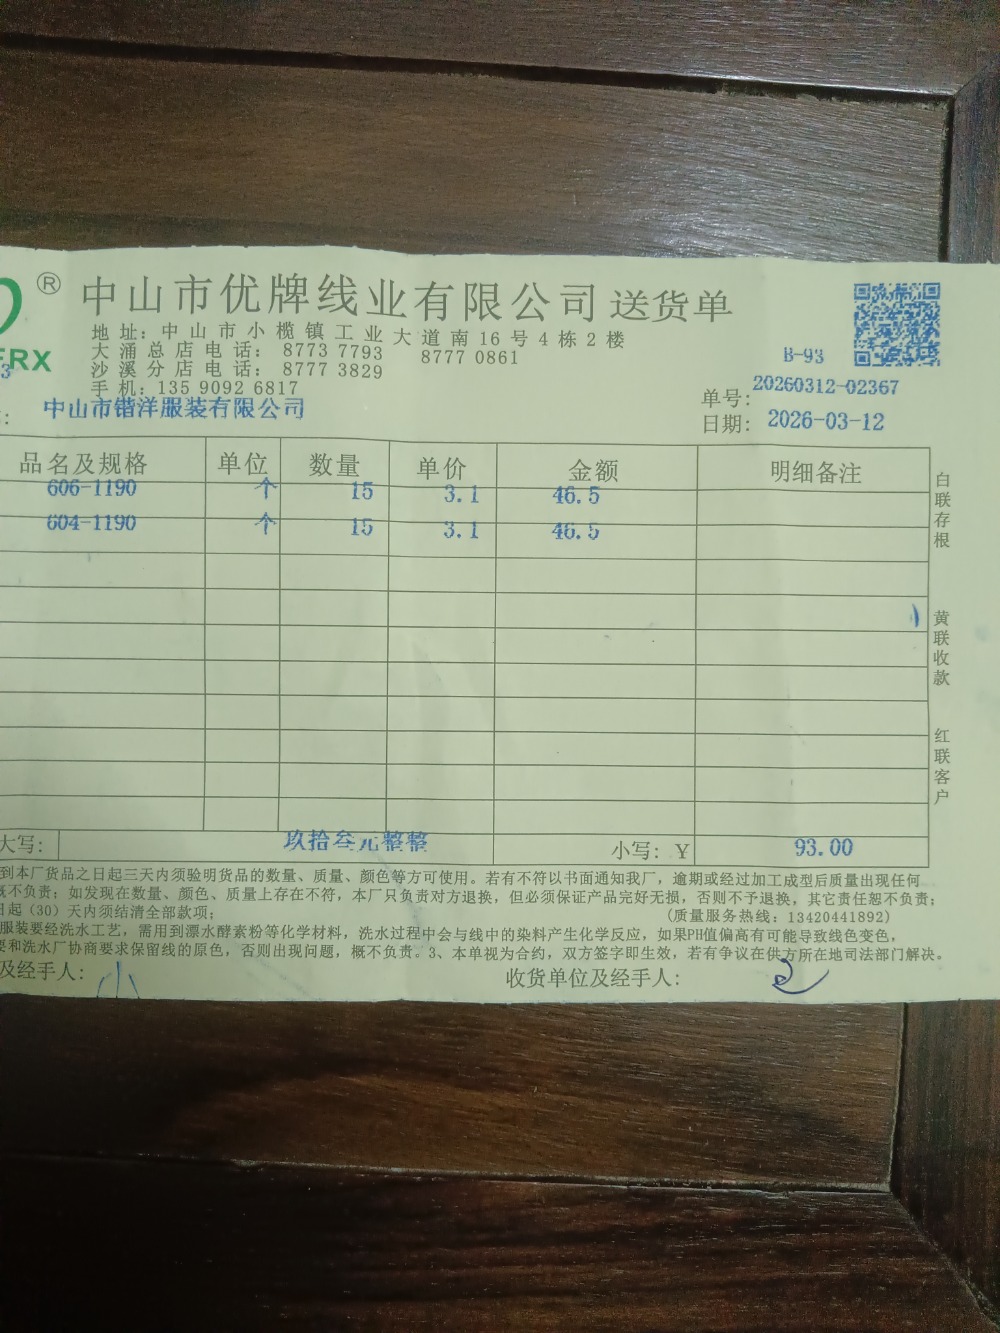 ®
中山市优牌线业有限公司 送货单
地址：中山市小榄镇工业大道南16号4栋2楼
大涌总店电话： 8773 7793 8777 0861
沙溪分店电话： 8777 3829
手机：135 9092 6817
ERX
3
B-93
单号：20260312-02367
日期：2026-03-12
：中山市锴洋服装有限公司
品名及规格 单位 数量 单价 金额 明细备注
606-1190 个 15 3.1 46.5
604-1190 个 15 3.1 46.5
白联存根
黄联收款
红联客户
大写： 玖拾叁元整整 小写：￥ 93.00
到本厂货品之日起三天内须验明货品的数量、质量、颜色等方可使用。若有不符以书面通知我厂，逾期或经过加工成型后质量出现任何
概不负责；如发现在数量、颜色、质量上存在不符，本厂只负责对方退换，但必须保证产品完好无损，否则不予退换，其它责任恕不负责；
日起（30）天内须结清全部款项； （质量服务热线：13420441892）
服装要经洗水工艺，需用到漂水酵素粉等化学材料，洗水过程中会与线中的染料产生化学反应，如果PH值偏高有可能导致线色变色，
要和洗水厂协商要求保留线的原色，否则出现问题，概不负责。3、本单视为合约，双方签字即生效，若有争议在供方所在地司法部门解决。
及经手人： 收货单位及经手人：